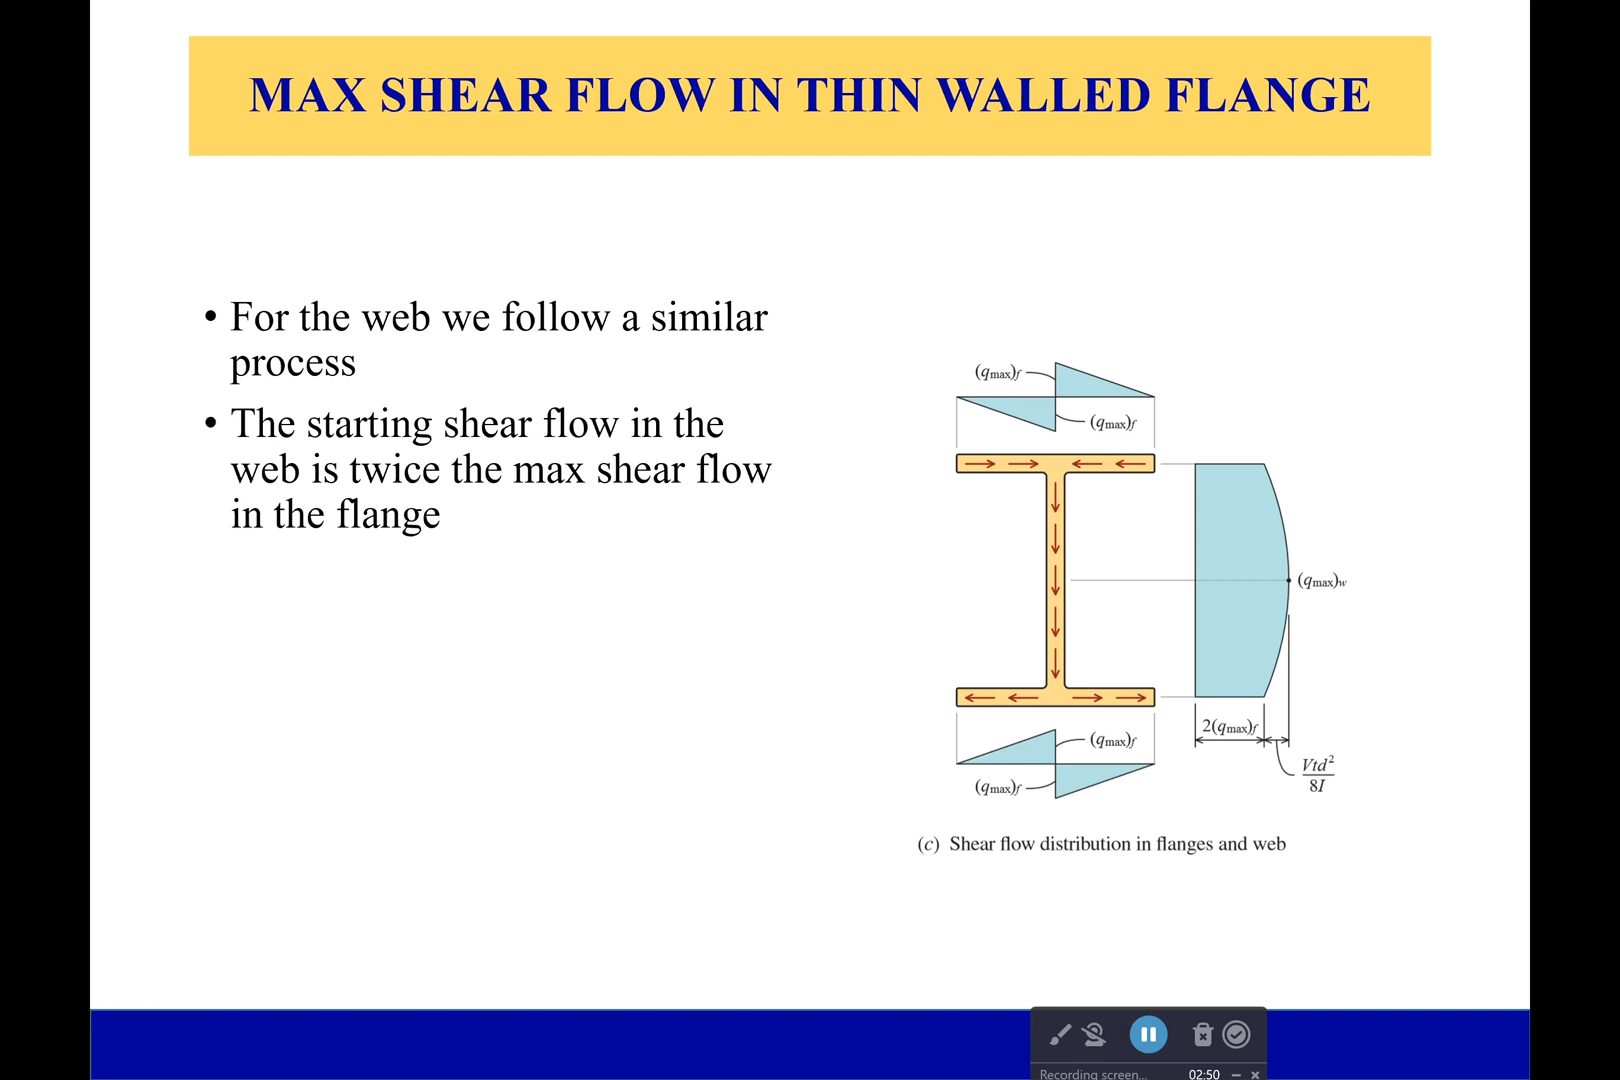 MAX SHEAR FLOW IN THIN WALLED FLANGE
• For the web we follow a similar
process
• The starting shear flow in the
web is twice the max shear flow
in the flange
(qmax)f
(qmax)f
(qmax)w
2(qmax)f
(qmax)f
Vtd²
8I
(qmax)f
(c) Shear flow distribution in flanges and web
Recording screen... 02:50